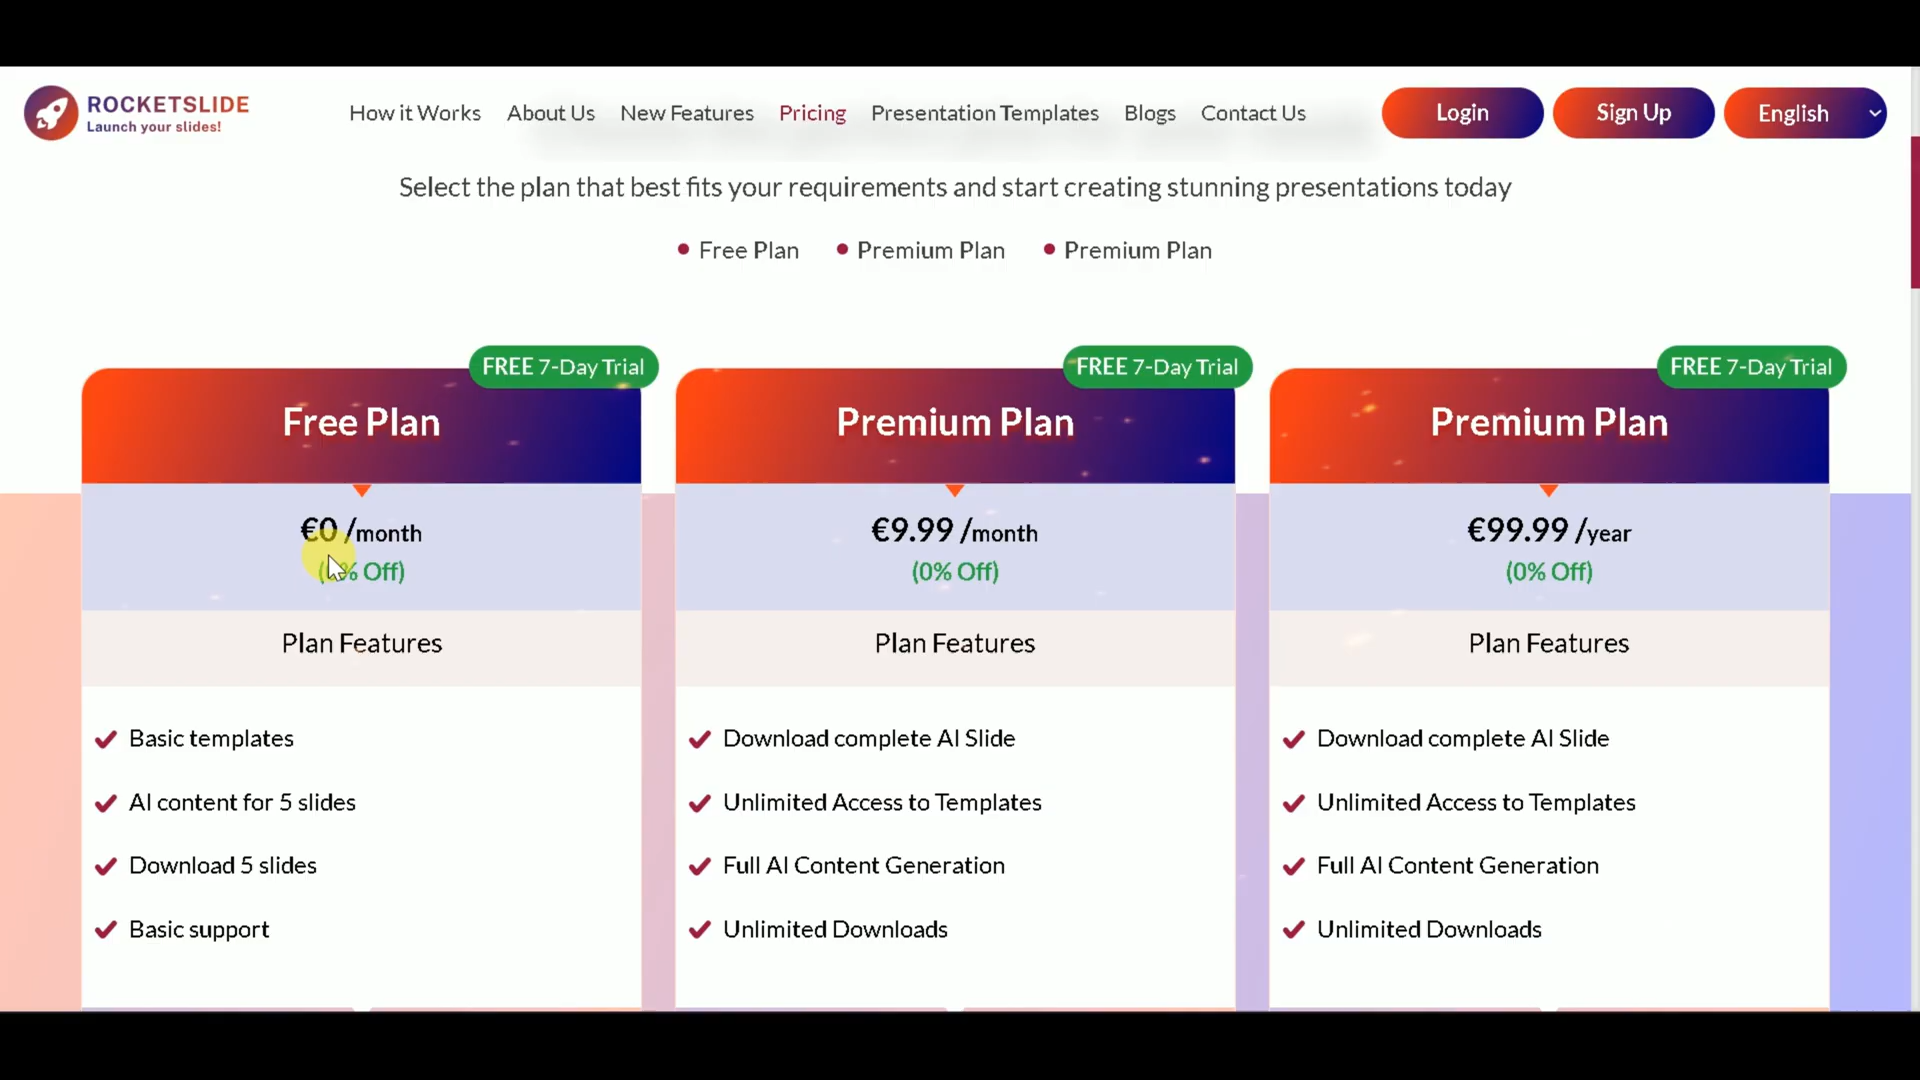 ROCKETSLIDE
Launch your slides!
How it Works
About Us
New Features
Pricing
Presentation Templates
Blogs
Contact Us
Login
Sign Up
English
Select the plan that best fits your requirements and start creating stunning presentations today
Free Plan
Premium Plan
Premium Plan
FREE 7-Day Trial
Free Plan
€0 /month
% Off)
Plan Features
Basic templates
AI content for 5 slides
Download 5 slides
Basic support
FREE 7-Day Trial
Premium Plan
€9.99 /month
(0% Off)
Plan Features
Download complete AI Slide
Unlimited Access to Templates
Full AI Content Generation
Unlimited Downloads
FREE 7-Day Trial
Premium Plan
€99.99 /year
(0% Off)
Plan Features
Download complete AI Slide
Unlimited Access to Templates
Full AI Content Generation
Unlimited Downloads